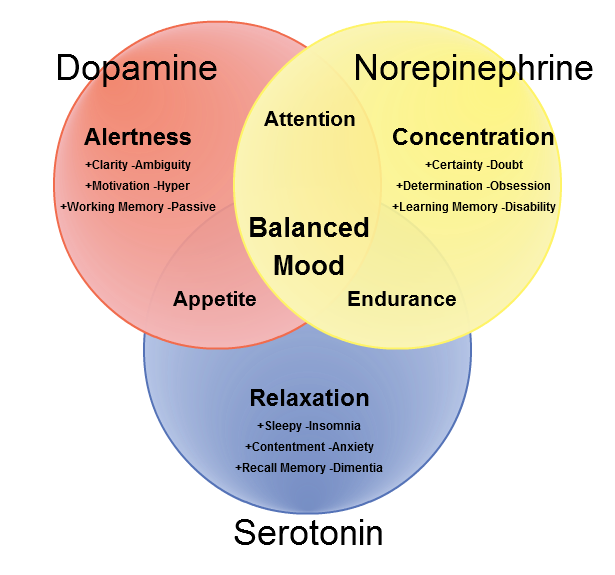 Dopamine
Norepinephrine
Attention
Alertness
+Clarity -Ambiguity
+Motivation -Hyper
+Working Memory -Passive
Concentration
+Certainty -Doubt
+Determination -Obsession
+Learning Memory -Disability
Balanced
Mood
Appetite
Endurance
Relaxation
+Sleepy -Insomnia
+Contentment -Anxiety
+Recall Memory -Dimentia
Serotonin